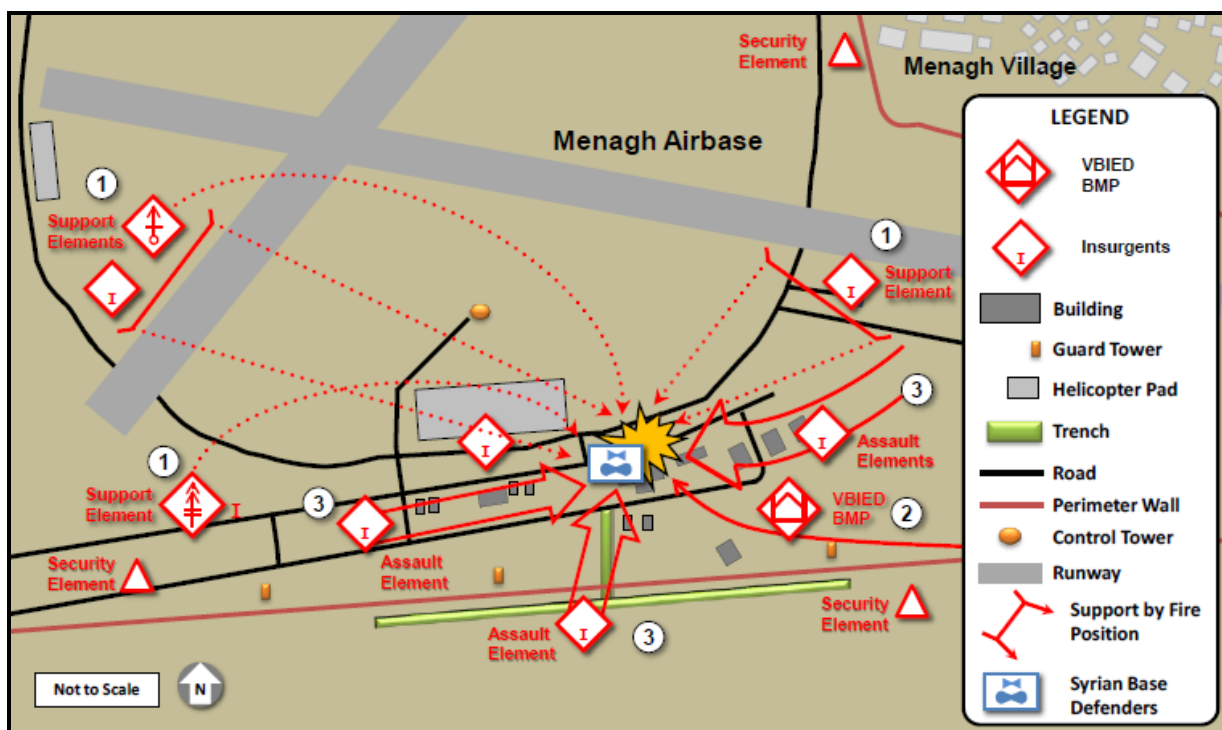 Security
Element
Menagh Village
Menagh Airbase
1
Support
Elements
I
1
I
Support
Element
3
I
Assault
Elements
I
1
Support
Element
I
3
I
Assault
Element
VBIED
BMP
2
Security
Element
Security
Element
Assault
Element
I
3
Not to Scale
N
LEGEND
VBIED
BMP
I
Insurgents
Building
Guard Tower
Helicopter Pad
Trench
Road
Perimeter Wall
Control Tower
Runway
Support by Fire
Position
Syrian Base
Defenders